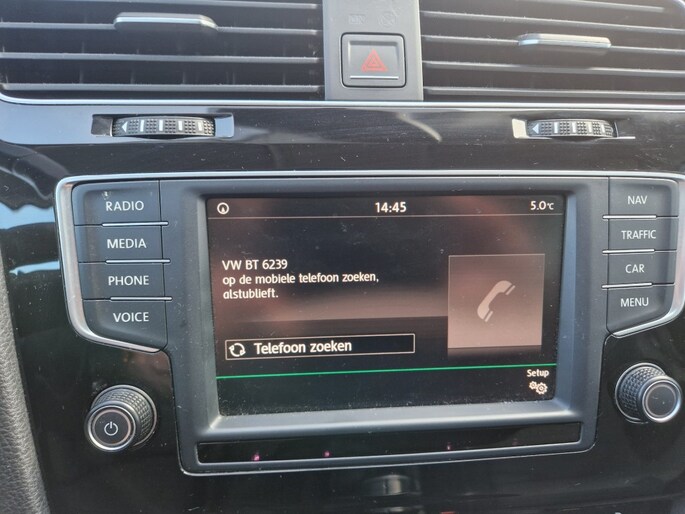 14:45
5.0°C
RADIO
MEDIA
PHONE
VOICE
VW BT 6239
op de mobiele telefoon zoeken,
alstublieft.
Telefoon zoeken
Setup
NAV
TRAFFIC
CAR
MENU